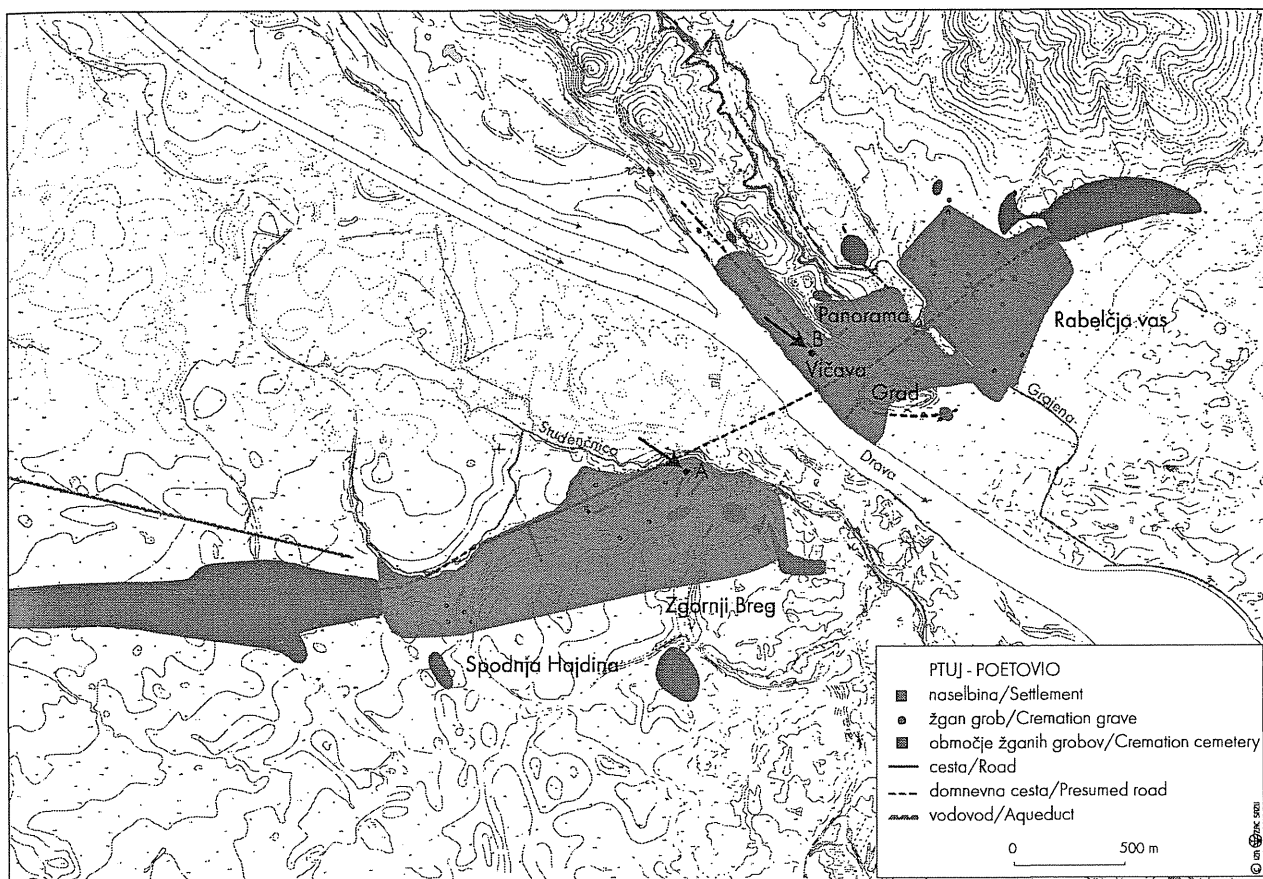 Panorama
Rabelčja vas
B
Vičava
Grad
Grajena
Studenčnica
Drava
A
Zgornji Breg
Spodnja Hajdina
PTUJ - POETOVIO
naselbina/Settlement
žgan grob/Cremation grave
območje žganih grobov/Cremation cemetery
cesta/Road
domnevna cesta/Presumed road
vodovod/Aqueduct
0 500 m